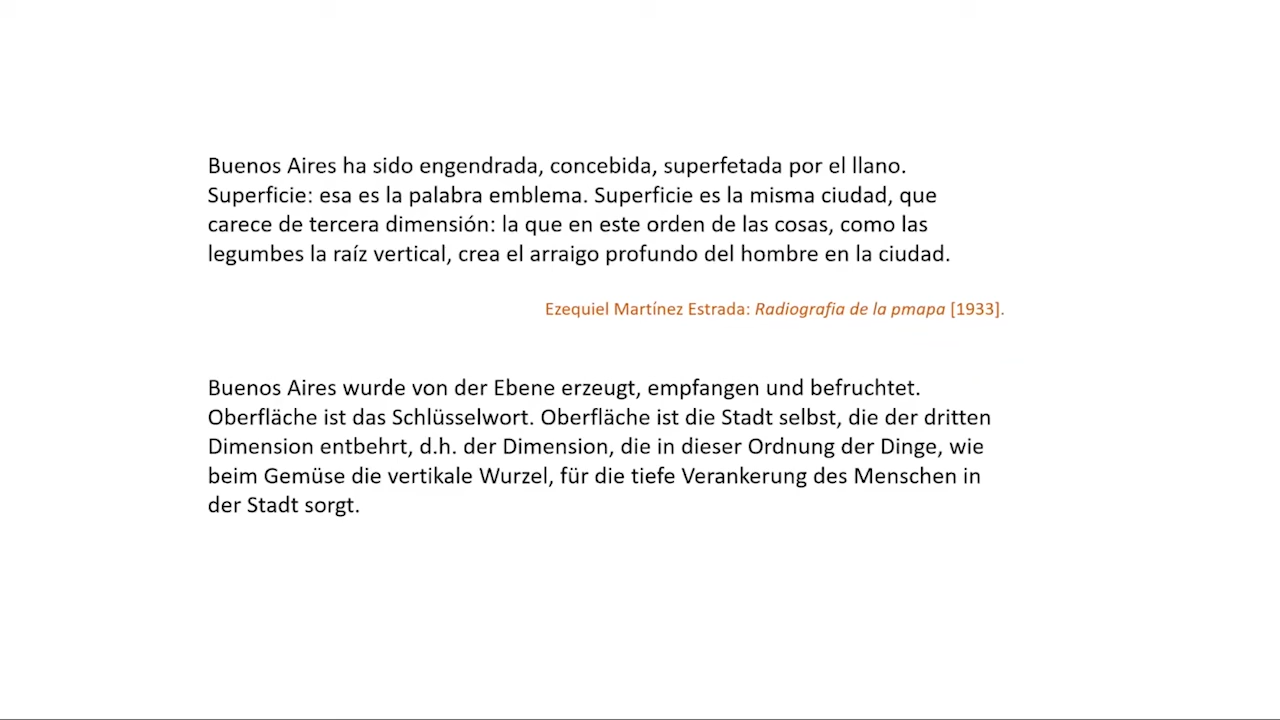 Buenos Aires ha sido engendrada, concebida, superfetada por el llano.
Superficie: esa es la palabra emblema. Superficie es la misma ciudad, que
carece de tercera dimensión: la que en este orden de las cosas, como las
legumbes la raíz vertical, crea el arraigo profundo del hombre en la ciudad.
Ezequiel Martínez Estrada: Radiografia de la pmapa [1933].
Buenos Aires wurde von der Ebene erzeugt, empfangen und befruchtet.
Oberfläche ist das Schlüsselwort. Oberfläche ist die Stadt selbst, die der dritten
Dimension entbehrt, d.h. der Dimension, die in dieser Ordnung der Dinge, wie
beim Gemüse die vertikale Wurzel, für die tiefe Verankerung des Menschen in
der Stadt sorgt.